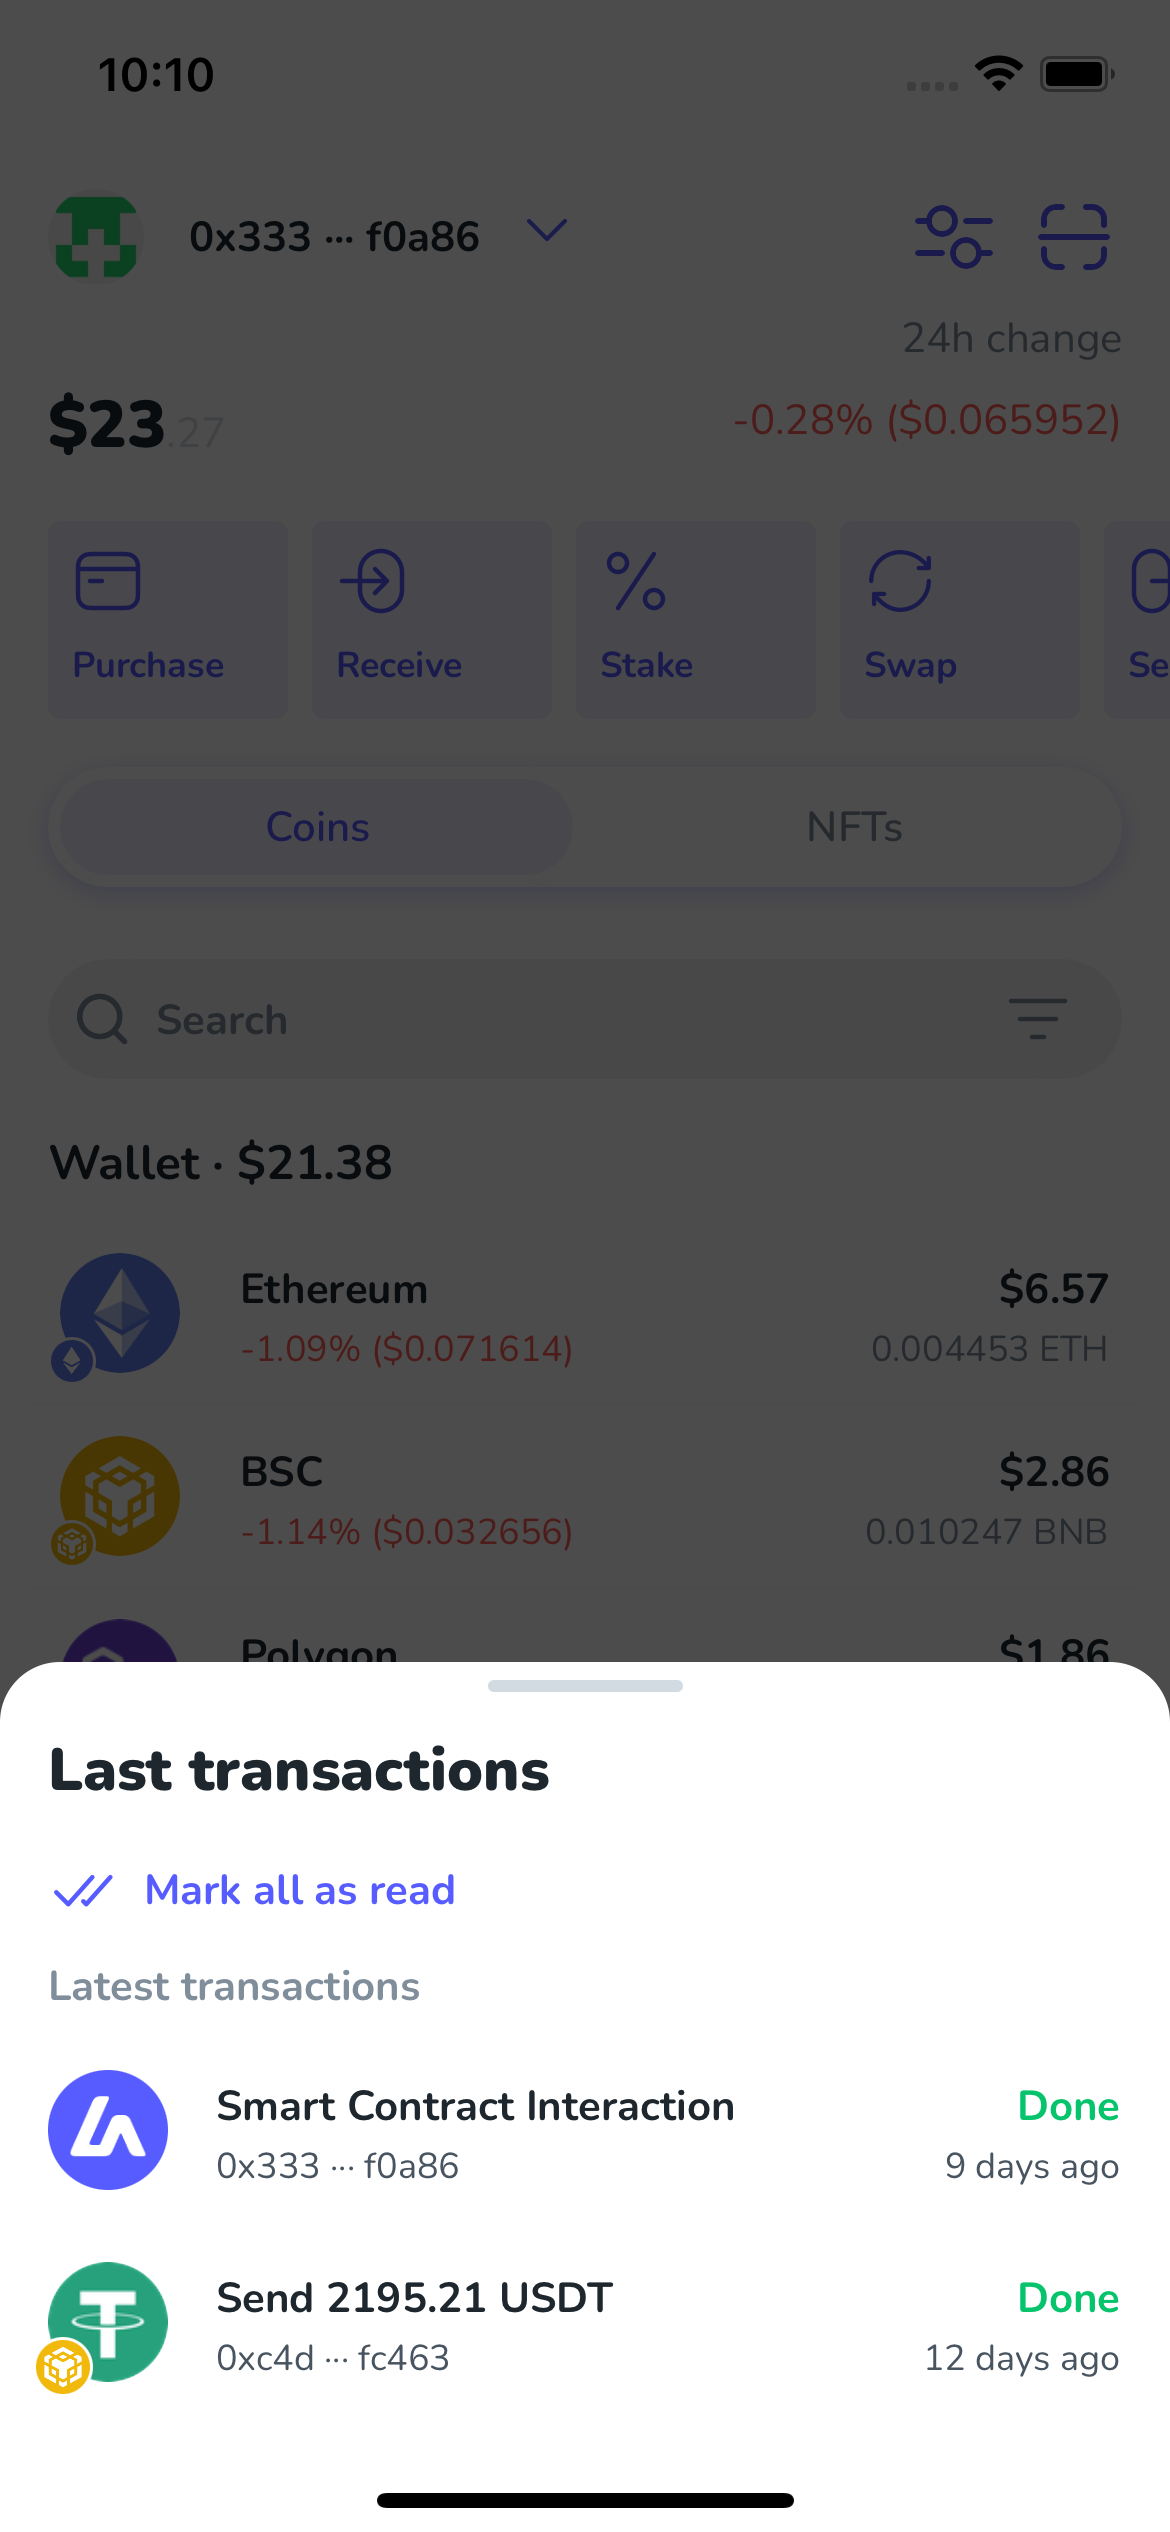 10:10
0x333 ··· f0a86
24h change
$23.27
-0.28% ($0.065952)
Purchase
Receive
Stake
Swap
Se
Coins
NFTs
Search
Wallet · $21.38
Ethereum
$6.57
-1.09% ($0.071614)
0.004453 ETH
BSC
$2.86
-1.14% ($0.032656)
0.010247 BNB
Polygon
$1.86
Last transactions
Mark all as read
Latest transactions
Smart Contract Interaction
Done
0x333 ··· f0a86
9 days ago
Send 2195.21 USDT
Done
0xc4d ··· fc463
12 days ago